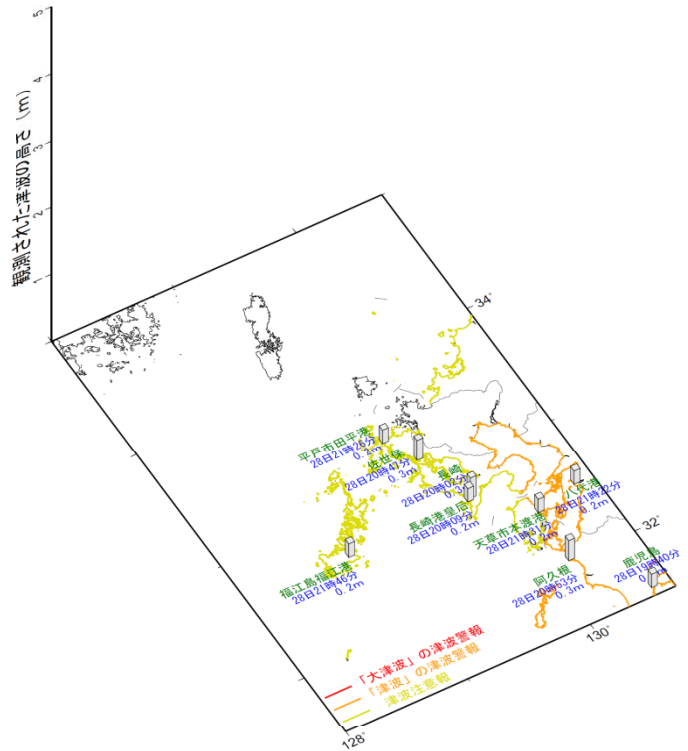 観測された津波の高さ (m)
5
4
3
2
1
34°
32°
130°
128°
平戸市田平港
28日21時26分
0.2m
佐世保
28日20時47分
0.3m
長崎
28日20時02分
長崎港皇后
28日20時09分
0.2m
八代港
28日21時22分
0.2m
天草市本渡港
28日21時31分
福江島福江港
28日21時46分
0.2m
阿久根
28日20時53分
0.3m
鹿児島
28日19時40分
「大津波」の津波警報
「津波」の津波警報
津波注意報